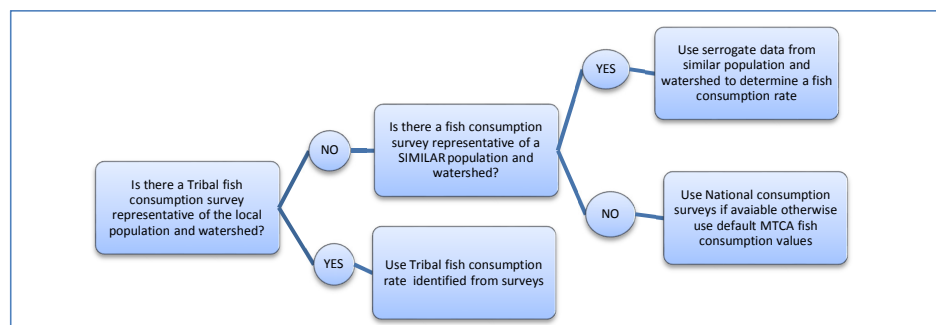 Is there a Tribal fish
consumption survey
representative of the local
population and watershed?
NO
Is there a fish consumption
survey representative of a
SIMILAR population and
watershed?
YES
Use serrogate data from
similar population and
watershed to determine a fish
consumption rate
NO
Use National consumption
surveys if avaiable otherwise
use default MTCA fish
consumption values
YES
Use Tribal fish consumption
rate identified from surveys